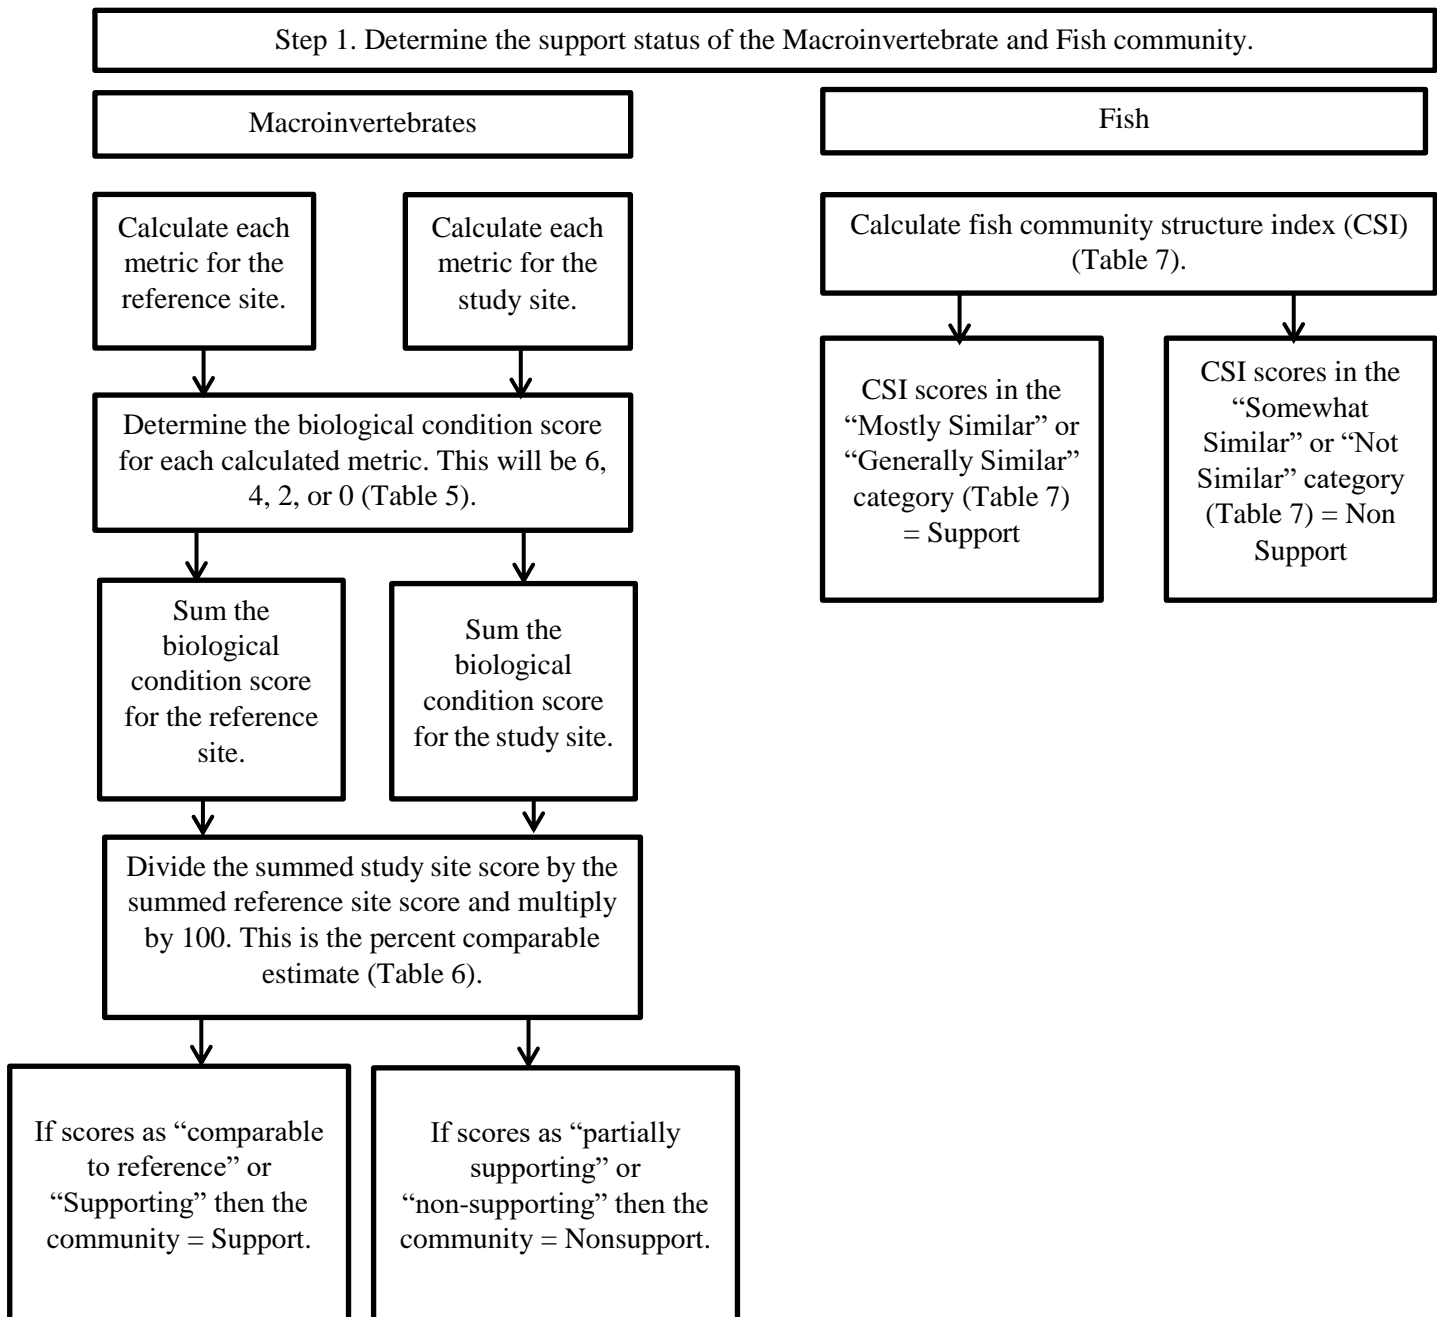 Step 1. Determine the support status of the Macroinvertebrate and Fish community.
Macroinvertebrates
Fish
Calculate each
metric for the
reference site.
Calculate each
metric for the
study site.
Calculate fish community structure index (CSI)
(Table 7).
Determine the biological condition score
for each calculated metric. This will be 6,
4, 2, or 0 (Table 5).
CSI scores in the
“Mostly Similar” or
“Generally Similar”
category (Table 7)
= Support
CSI scores in the
“Somewhat
Similar” or “Not
Similar” category
(Table 7) = Non
Support
Sum the
biological
condition score
for the reference
site.
Sum the
biological
condition score
for the study site.
Divide the summed study site score by the
summed reference site score and multiply
by 100. This is the percent comparable
estimate (Table 6).
If scores as “comparable
to reference” or
“Supporting” then the
community = Support.
If scores as “partially
supporting” or
“non-supporting” then the
community = Nonsupport.